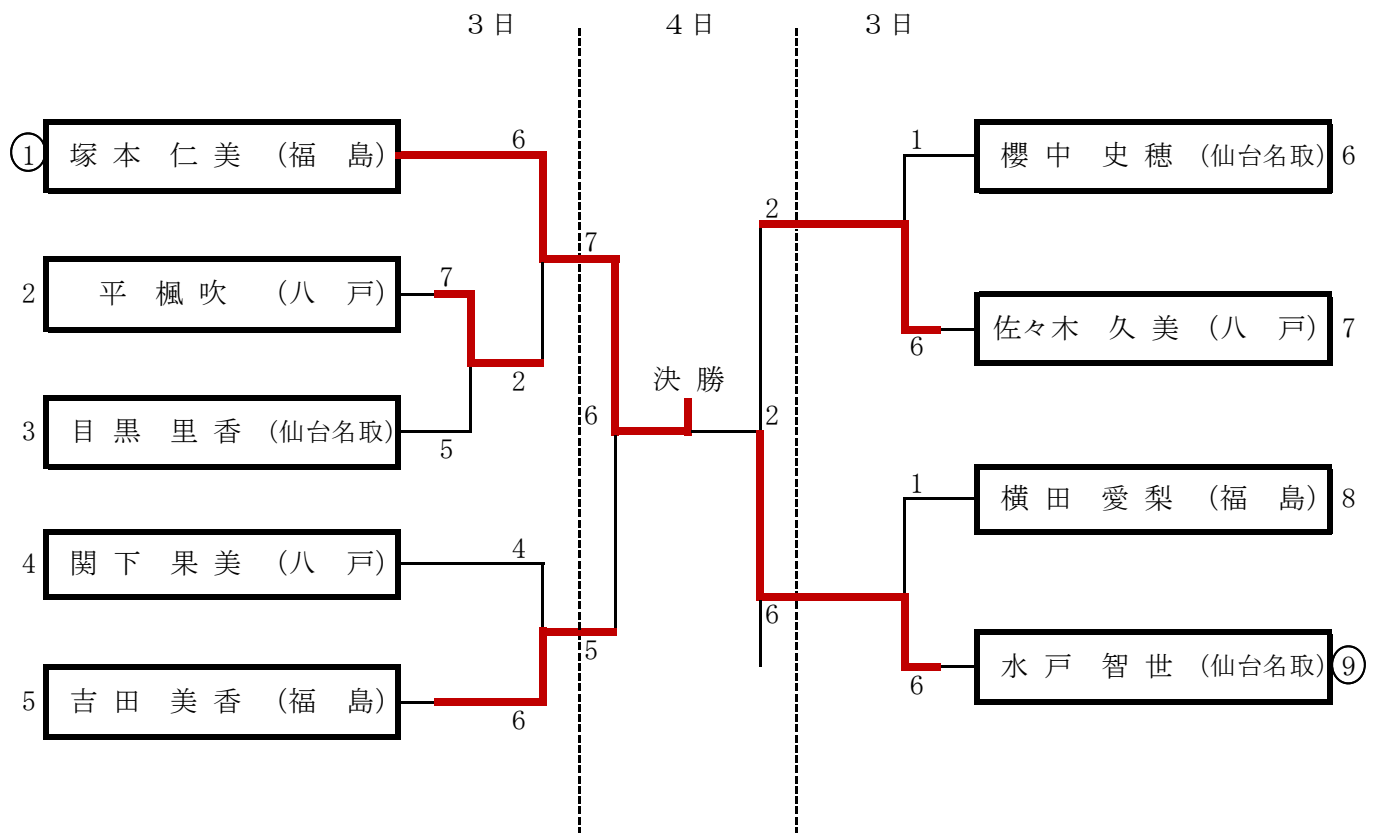 3日 4日 3日
① 塚本 仁美 (福 島) 6 1 櫻中 史穂 (仙台名取) 6
2
7
2 平 楓吹 (八 戸) 7 佐々木 久美 (八 戸) 7
6
2
決勝
6 2
3 目黒 里香 (仙台名取) 5
1 横田 愛梨 (福 島) 8
4 関下 果美 (八 戸) 4
6
5
水戸 智世 (仙台名取) ⑨
6
5 吉田 美香 (福 島) 6